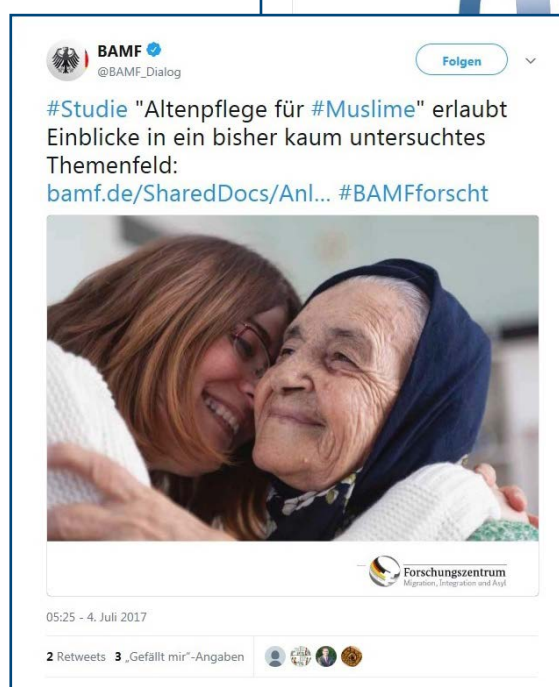 BAMF
@BAMF_Dialog
Folgen
#Studie "Altenpflege für #Muslime" erlaubt
Einblicke in ein bisher kaum untersuchtes
Themenfeld:
bamf.de/SharedDocs/Anl... #BAMFforscht
Forschungszentrum
Migration, Integration und Asyl
05:25 - 4. Juli 2017
2 Retweets 3 „Gefällt mir“-Angaben